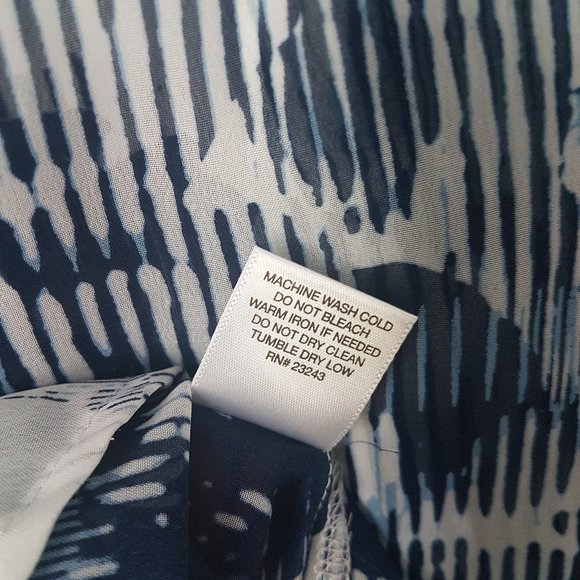 MACHINE WASH COLD
DO NOT BLEACH
WARM IRON IF NEEDED
DO NOT DRY CLEAN
TUMBLE DRY LOW
RN# 23243